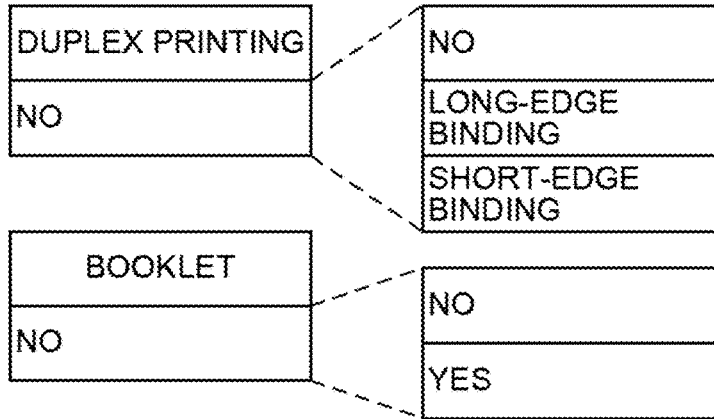 DUPLEX PRINTING
NO
NO
LONG-EDGE
BINDING
SHORT-EDGE
BINDING
BOOKLET
NO
NO
YES